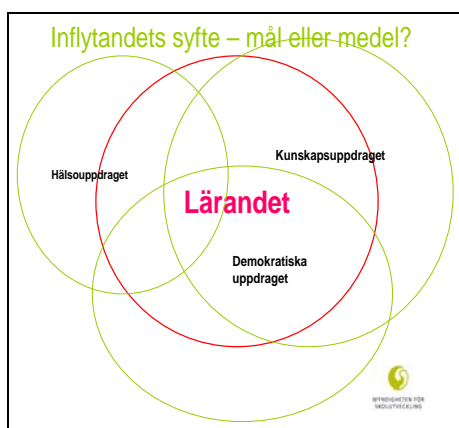 Inflytandets syfte – mål eller medel?
Kunskapsuppdraget
Hälsouppdraget
Lärandet
Demokratiska
uppdraget
MYNDIGHETEN FÖR
SKOLUTVECKLING